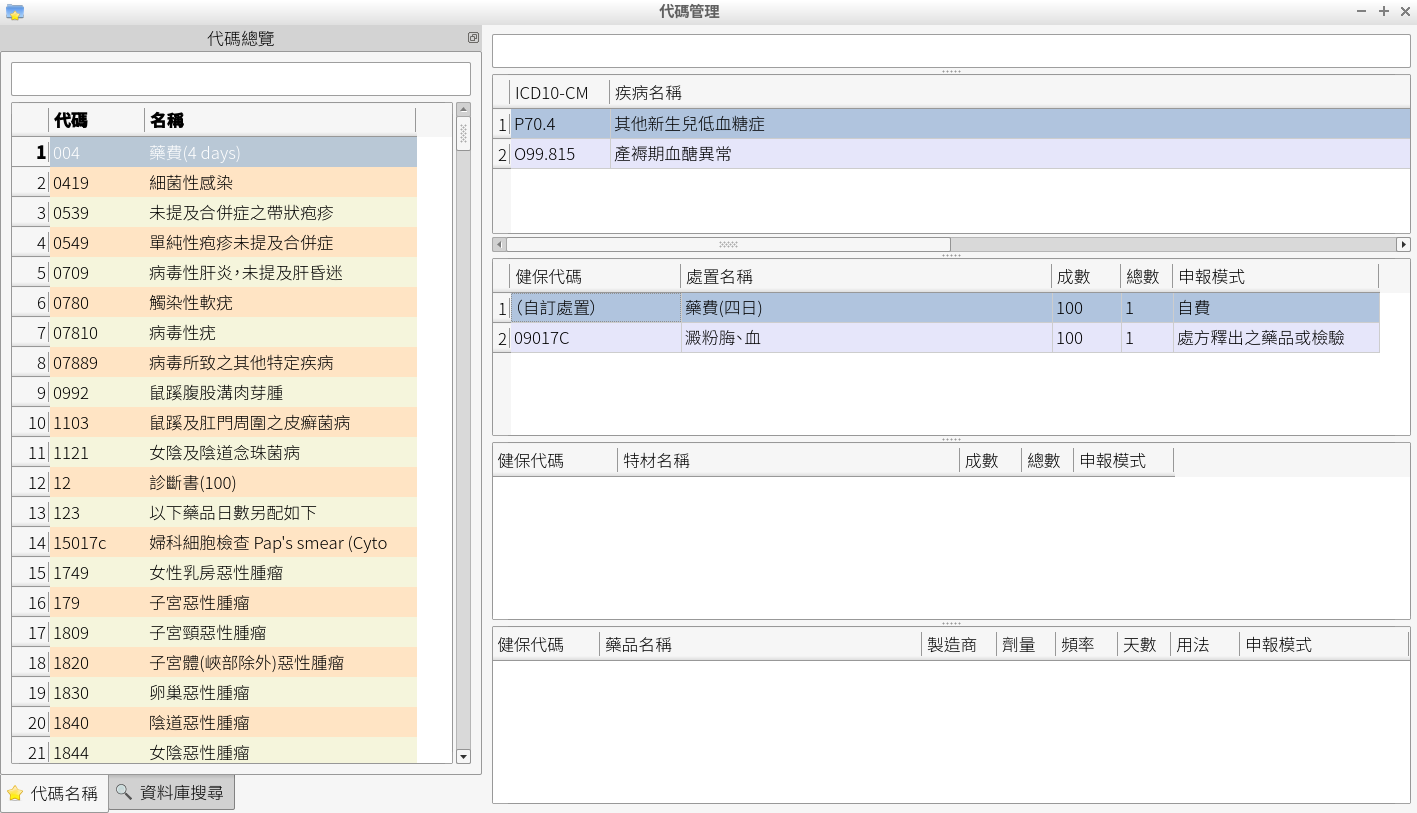 代碼管理
代碼總覽
代碼 名稱
1 004 藥費(4 days)
2 0419 細菌性感染
3 0539 未提及合併症之帶狀疱疹
4 0549 單純性疱疹未提及合併症
5 0709 病毒性肝炎，未提及肝昏迷
6 0780 觸染性軟疣
7 07810 病毒性疣
8 07889 病毒所致之其他特定疾病
9 0992 鼠蹊腹股溝肉芽腫
10 1103 鼠蹊及肛門周圍之皮癬菌病
11 1121 女陰及陰道念珠菌病
12 12 診斷書(100)
13 123 以下藥品日數另配如下
14 15017c 婦科細胞檢查 Pap's smear (Cyto
15 1749 女性乳房惡性腫瘤
16 179 子宮惡性腫瘤
17 1809 子宮頸惡性腫瘤
18 1820 子宮體(峽部除外)惡性腫瘤
19 1830 卵巢惡性腫瘤
20 1840 陰道惡性腫瘤
21 1844 女陰惡性腫瘤
代碼名稱 資料庫搜尋
ICD10-CM 疾病名稱
1 P70.4 其他新生兒低血糖症
2 O99.815 產褥期血醣異常
健保代碼 處置名稱 成數 總數 申報模式
1 （自訂處置） 藥費(四日) 100 1 自費
2 09017C 澱粉脢、血 100 1 處方釋出之藥品或檢驗
健保代碼 特材名稱 成數 總數 申報模式
健保代碼 藥品名稱 製造商 劑量 頻率 天數 用法 申報模式